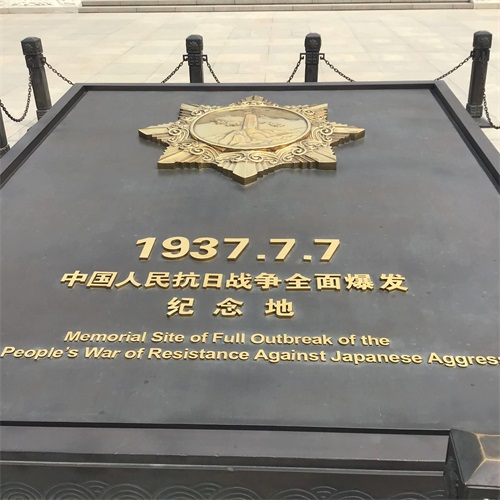 1937.7.7
中国人民抗日战争全面爆发
纪念地
Memorial Site of Full Outbreak of the
People's War of Resistance Against Japanese Aggres